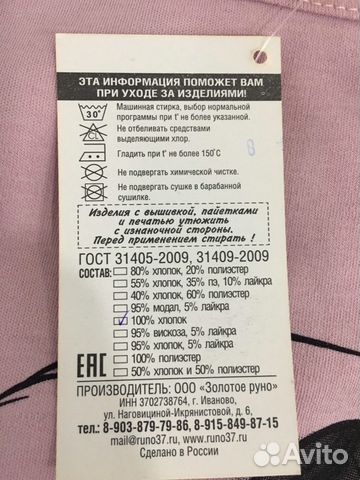 ЭТА ИНФОРМАЦИЯ ПОМОЖЕТ ВАМ
ПРИ УХОДЕ ЗА ИЗДЕЛИЯМИ!
30°
Машинная стирка, выбор нормальной
программы при t° не более указанной.
CL
Не отбеливать средствами
выделяющими хлор.
Гладить при t° не более 150°С
8
Не подвергать химической чистке.
Не подвергать сушке в барабанной
сушилке.
Изделия с вышивкой, пайетками
и печатью утюжить
с изнаночной стороны.
Перед применением стирать !
ГОСТ 31405-2009, 31409-2009
СОСТАВ:
80% хлопок, 20% полиэстер
55% хлопок, 35% пэ, 10% лайкра
40% хлопок, 60% полиэстер
95% модал, 5% лайкра
100% хлопок
95% вискоза, 5% лайкра
95% хлопок, 5% лайкра
100% полиэстер
50% хлопок и 50% полиэстер
ЕАС
ПРОИЗВОДИТЕЛЬ: ООО «Золотое руно»
ИНН 3702738764, г. Иваново,
ул. Наговициной-Икрянистовой, д. 6,
тел.: 8-903-879-79-86, 8-915-849-87-15
mail@runo37.ru, www.runo37.ru
Сделано в России
Avito